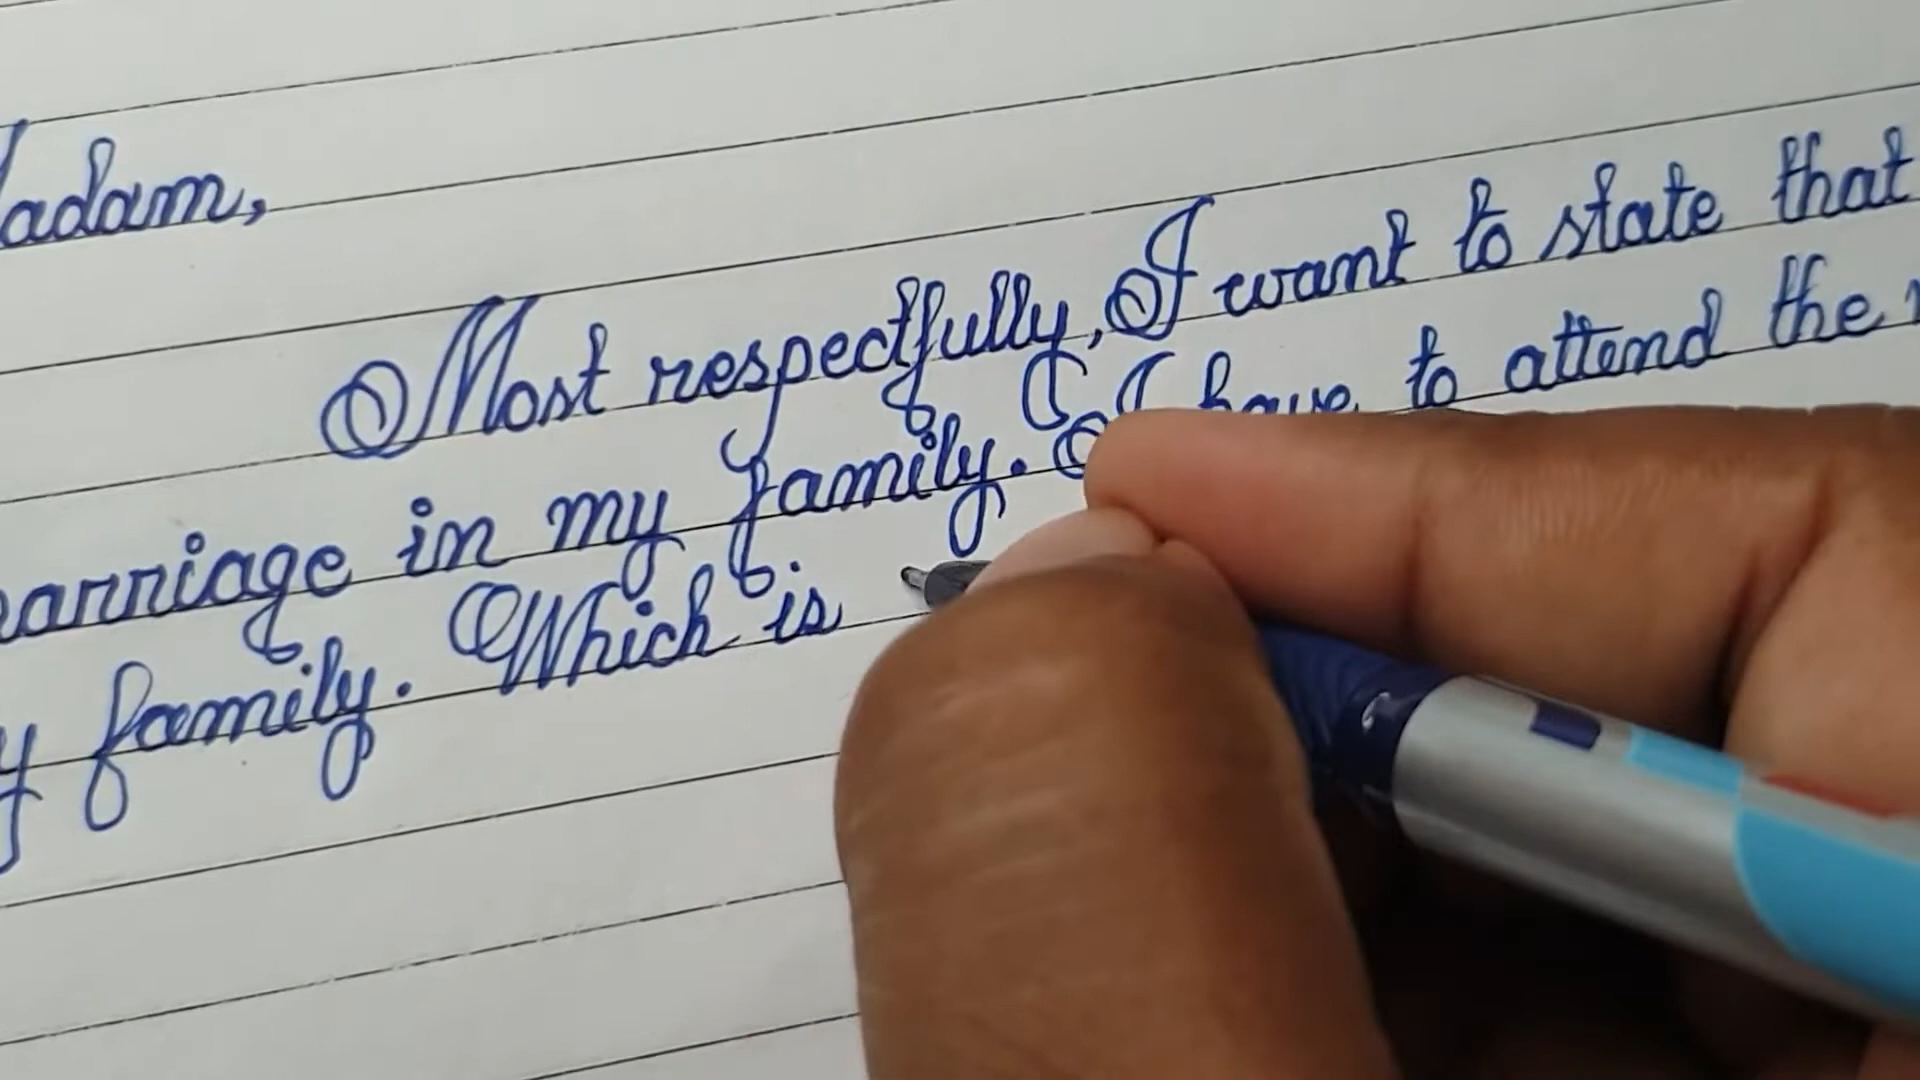 adam,
Most respectfully, I want to state that
arriage in my family. I have to attend the
y family. Which is